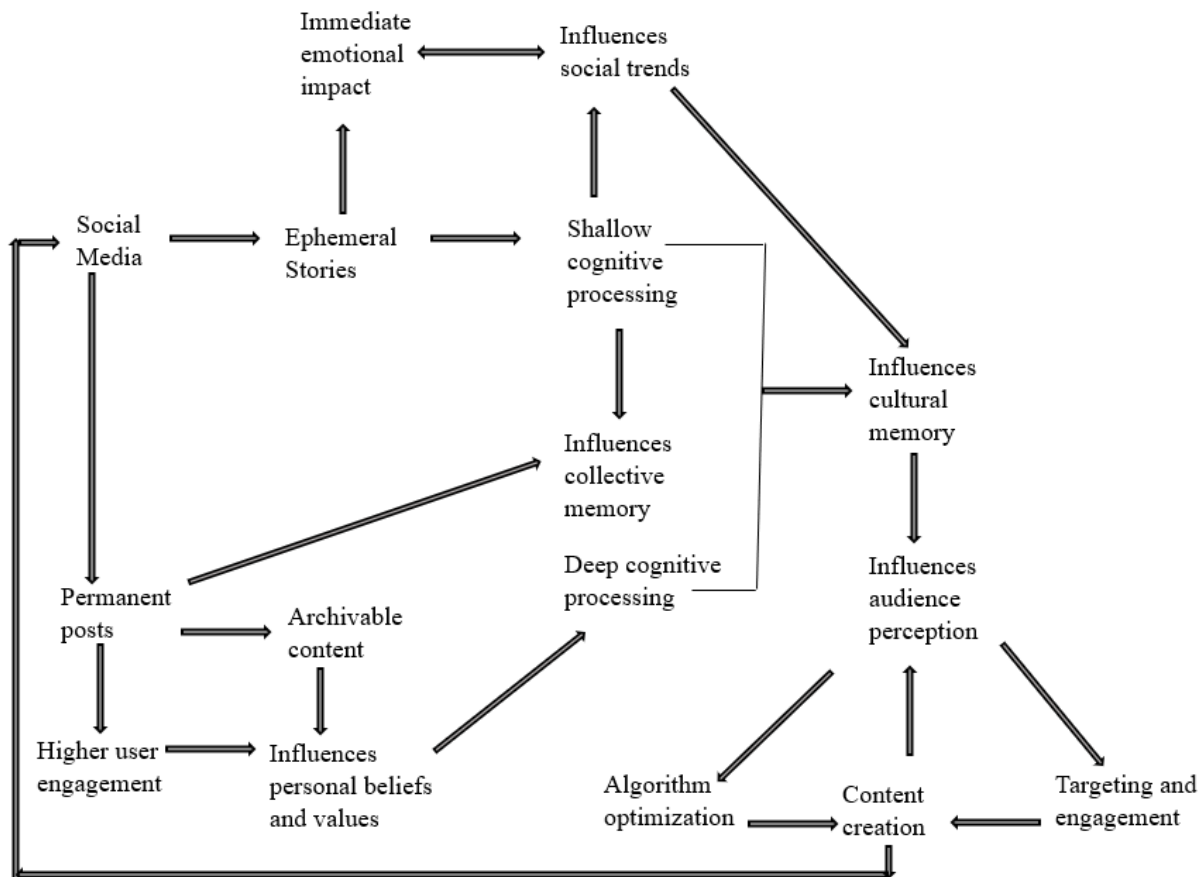 Immediate
emotional
impact
Influences
social trends
Social
Media
Ephemeral
Stories
Shallow
cognitive
processing
Influences
cultural
memory
Influences
collective
memory
Deep cognitive
processing
Influences
audience
perception
Permanent
posts
Archivable
content
Higher user
engagement
Influences
personal beliefs
and values
Algorithm
optimization
Content
creation
Targeting and
engagement